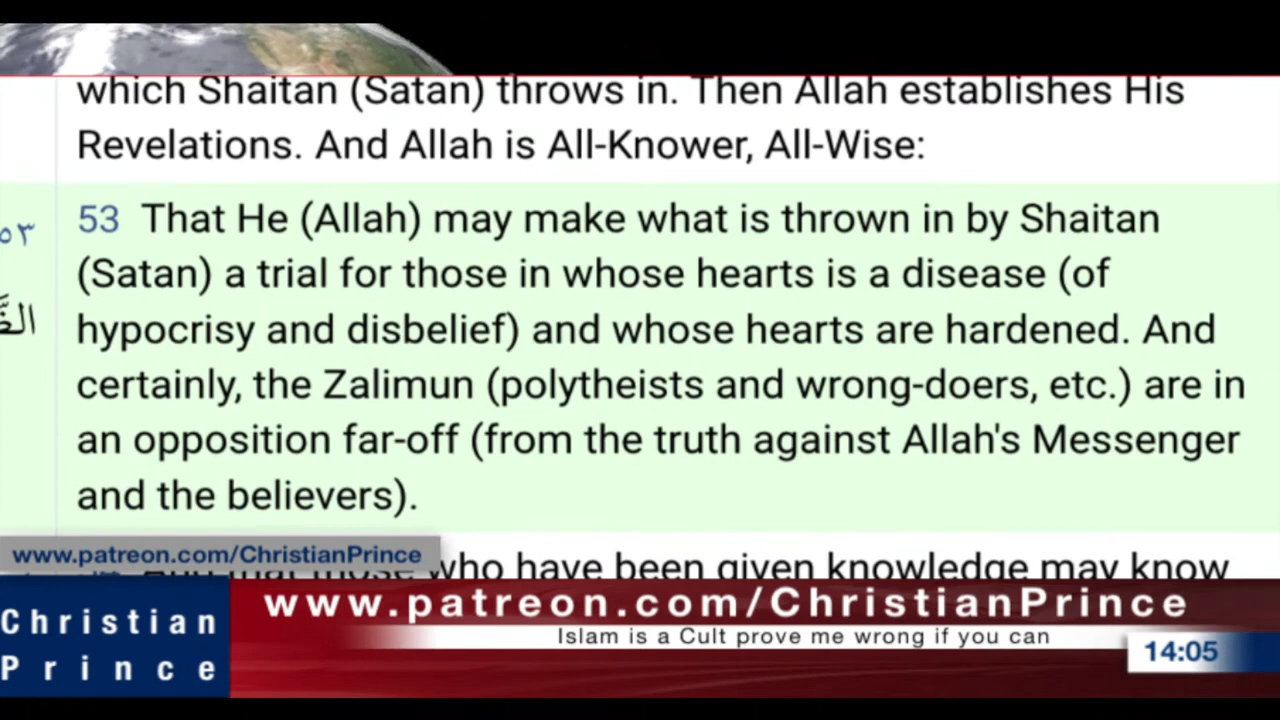 which Shaitan (Satan) throws in. Then Allah establishes His
Revelations. And Allah is All-Knower, All-Wise:
٥٣
53 That He (Allah) may make what is thrown in by Shaitan
(Satan) a trial for those in whose hearts is a disease (of
hypocrisy and disbelief) and whose hearts are hardened. And
certainly, the Zalimun (polytheists and wrong-doers, etc.) are in
an opposition far-off (from the truth against Allah's Messenger
and the believers).
www.patreon.com/ChristianPrince
And that those who have been given knowledge may know
www.patreon.com/ChristianPrince
Islam is a Cult prove me wrong if you can
Christian
Prince
14:05